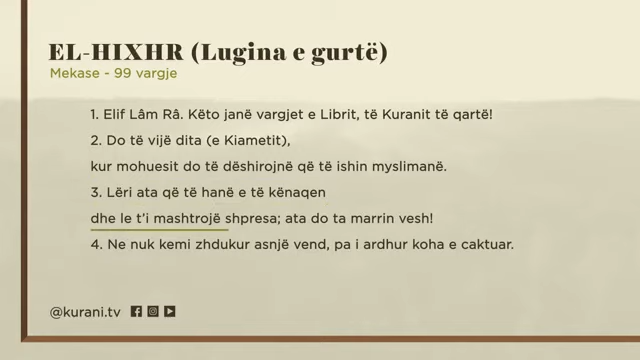 EL-HIXHR (Lugina e gurtë)
Mekase - 99 vargje
1. Elif Lâm Râ. Këto janë vargjet e Librit, të Kuranit të qartë!
2. Do të vijë dita (e Kiametit),
kur mohuesit do të dëshirojnë që të ishin myslimanë.
3. Lëri ata që të hanë e të kënaqen
dhe le t’i mashtrojë shpresa; ata do ta marrin vesh!
4. Ne nuk kemi zhdukur asnjë vend, pa i ardhur koha e caktuar.
@kurani.tv